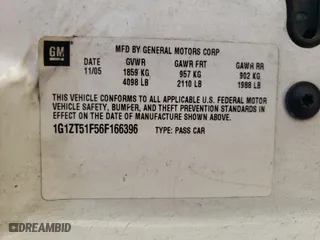 GM
MFD BY GENERAL MOTORS CORP
DATE GVWR GAWR FRT GAWR RR
11/05 1859 KG 957 KG 902 KG
4098 LB 2110 LB 1988 LB
THIS VEHICLE CONFORMS TO ALL APPLICABLE U.S. FEDERAL MOTOR
VEHICLE SAFETY, BUMPER, AND THEFT PREVENTION STANDARDS
IN EFFECT ON THE DATE OF MANUFACTURE SHOWN ABOVE.
1G1ZT51F56F166396 TYPE: PASS CAR
DEALERSHIP.COM